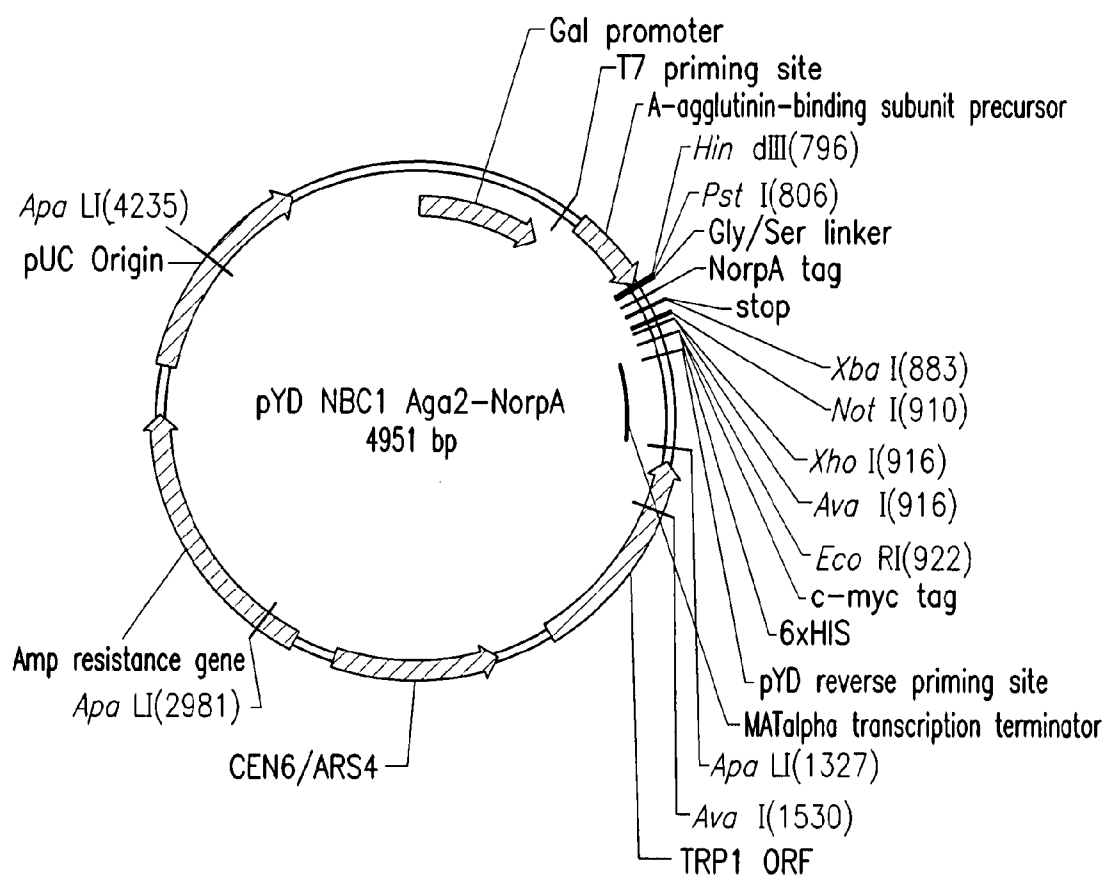 Gal promoter
T7 priming site
A-agglutinin-binding subunit precursor
Hin dIII(796)
Pst I(806)
Gly/Ser linker
NorpA tag
stop
Xba I(883)
Not I(910)
Xho I(916)
Ava I(916)
Eco RI(922)
c-myc tag
6xHIS
pYD reverse priming site
MATalpha transcription terminator
Apa LI(1327)
Ava I(1530)
TRP1 ORF
CEN6/ARS4
Apa LI(2981)
Amp resistance gene
pUC Origin
Apa LI(4235)
pYD NBC1 Aga2-NorpA
4951 bp